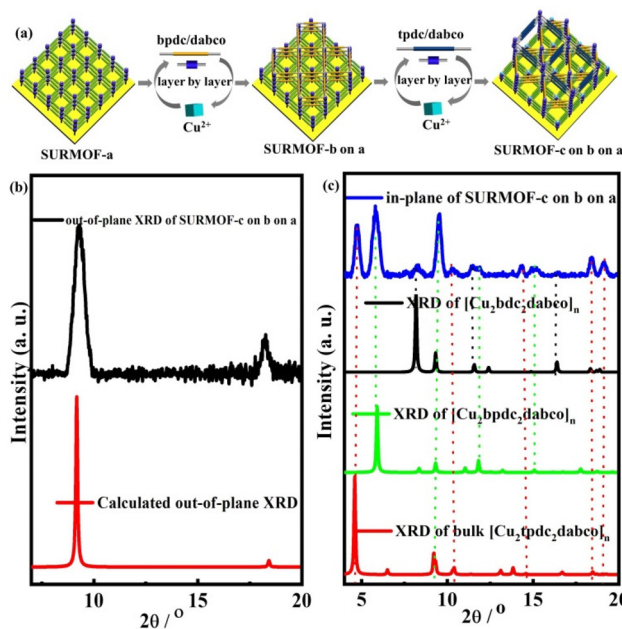 (a)
bpdc/dabco
tpdc/dabco
layer by layer
layer by layer
Cu²⁺
Cu²⁺
SURMOF-a
SURMOF-b on a
SURMOF-c on b on a
(b)
out-of-plane XRD of SURMOF-c on b on a
Calculated out-of-plane XRD
Intensity (a. u.)
10
15
20
2θ / °
(c)
in-plane of SURMOF-c on b on a
XRD of [Cu₂bdc₂dabco]ₙ
XRD of [Cu₂bpdc₂dabco]ₙ
XRD of bulk [Cu₂tpdc₂dabco]ₙ
Intensity (a. u.)
5
10
15
20
2θ / °